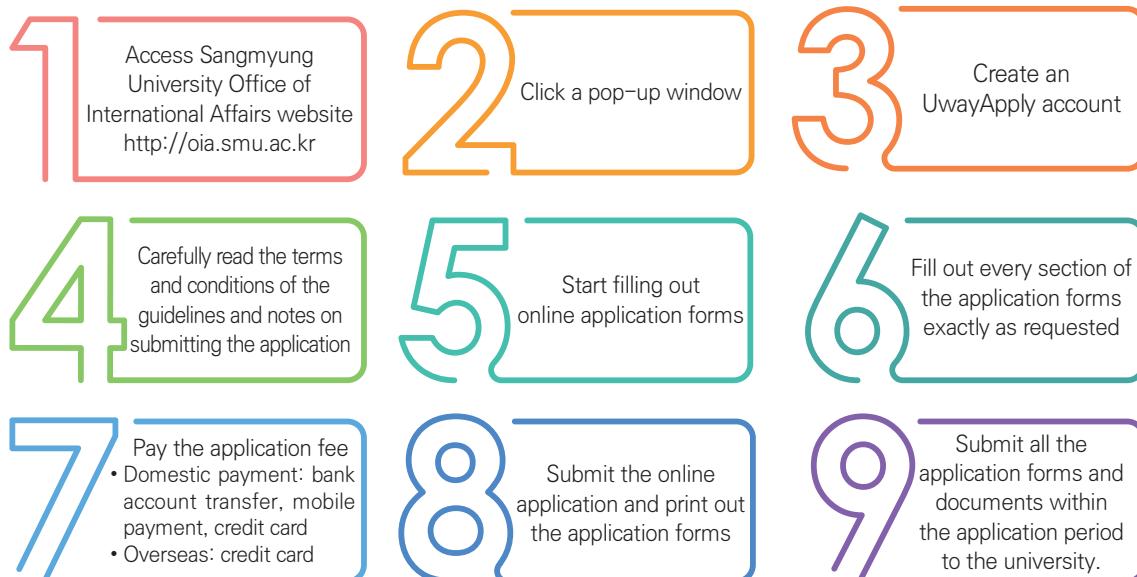 1
Access Sangmyung
University Office of
International Affairs website
http://oia.smu.ac.kr
2
Click a pop-up window
3
Create an
UwayApply account
4
Carefully read the terms
and conditions of the
guidelines and notes on
submitting the application
5
Start filling out
online application forms
6
Fill out every section of
the application forms
exactly as requested
7
Pay the application fee
• Domestic payment: bank
account transfer, mobile
payment, credit card
• Overseas: credit card
8
Submit the online
application and print out
the application forms
9
Submit all the
application forms and
documents within
the application period
to the university.